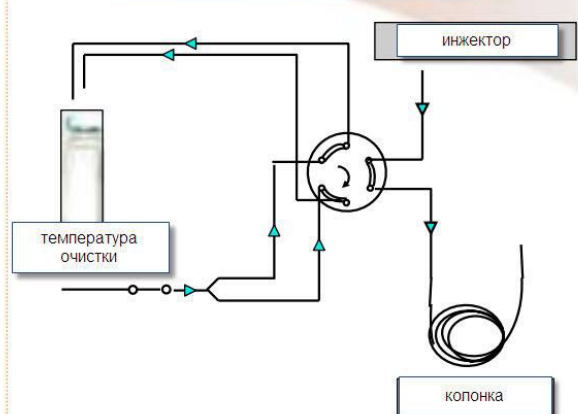 инжектор
температура
очистки
колонка